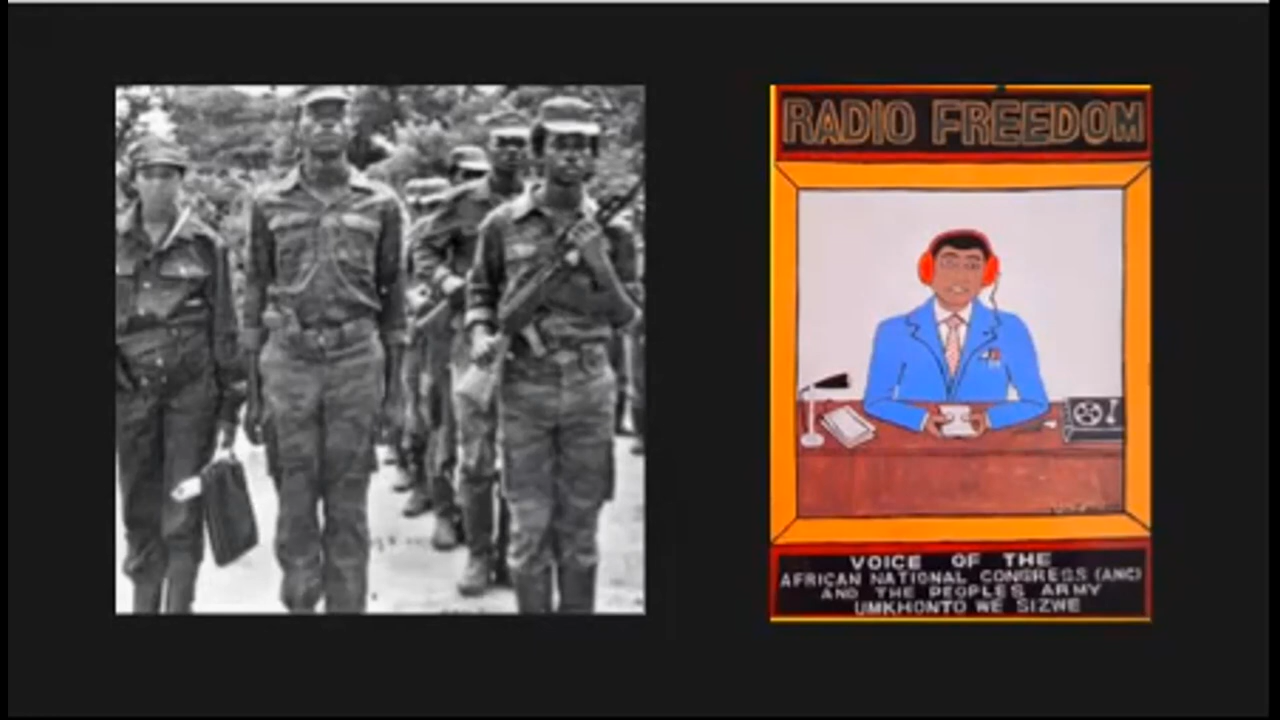 RADIO FREEDOM
VOICE OF THE
AFRICAN NATIONAL CONGRESS (ANC)
AND THE PEOPLES ARMY
UMKHONTO WE SIZWE